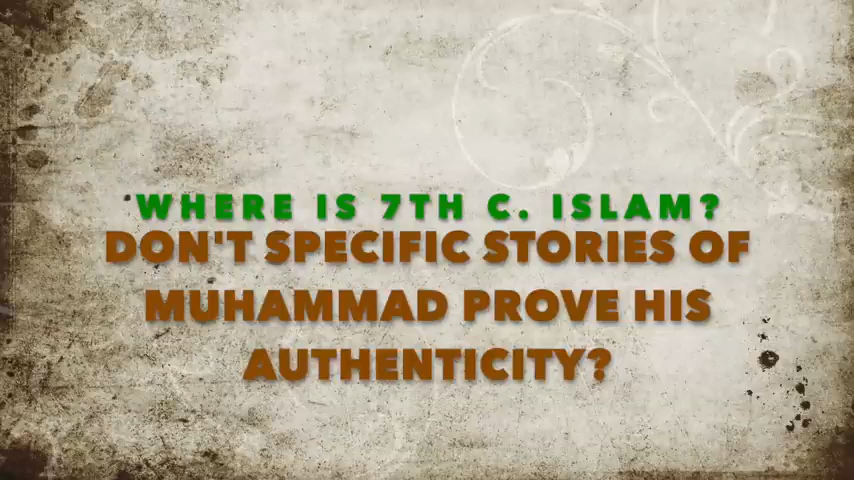 WHERE IS 7TH C. ISLAM?
DON'T SPECIFIC STORIES OF
MUHAMMAD PROVE HIS
AUTHENTICITY?